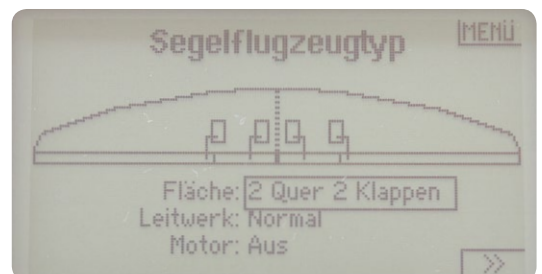 MENÜ
Segelflugzeugtyp
Fläche: 2 Quer 2 Klappen
Leitwerk: Normal
Motor: Aus
>>